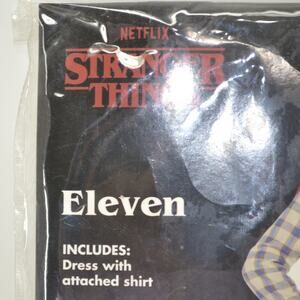 NETFLIX
STRANGER
THINGS
Eleven
INCLUDES:
Dress with
attached shirt